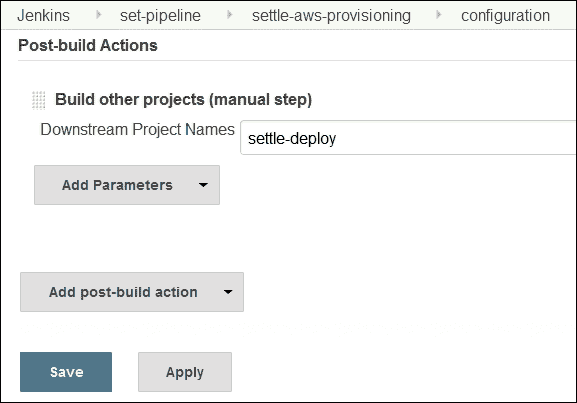 Jenkins set-pipeline settle-aws-provisioning configuration
Post-build Actions
Build other projects (manual step)
Downstream Project Names settle-deploy
Add Parameters
Add post-build action
Save Apply